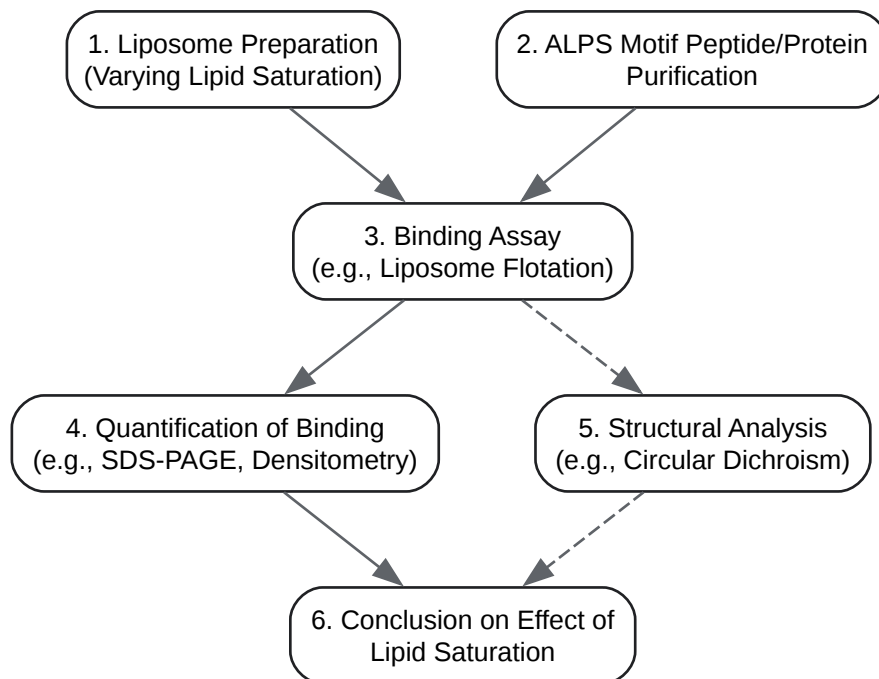 1. Liposome Preparation
(Varying Lipid Saturation)
2. ALPS Motif Peptide/Protein
Purification
3. Binding Assay
(e.g., Liposome Flotation)
4. Quantification of Binding
(e.g., SDS-PAGE, Densitometry)
5. Structural Analysis
(e.g., Circular Dichroism)
6. Conclusion on Effect of
Lipid Saturation